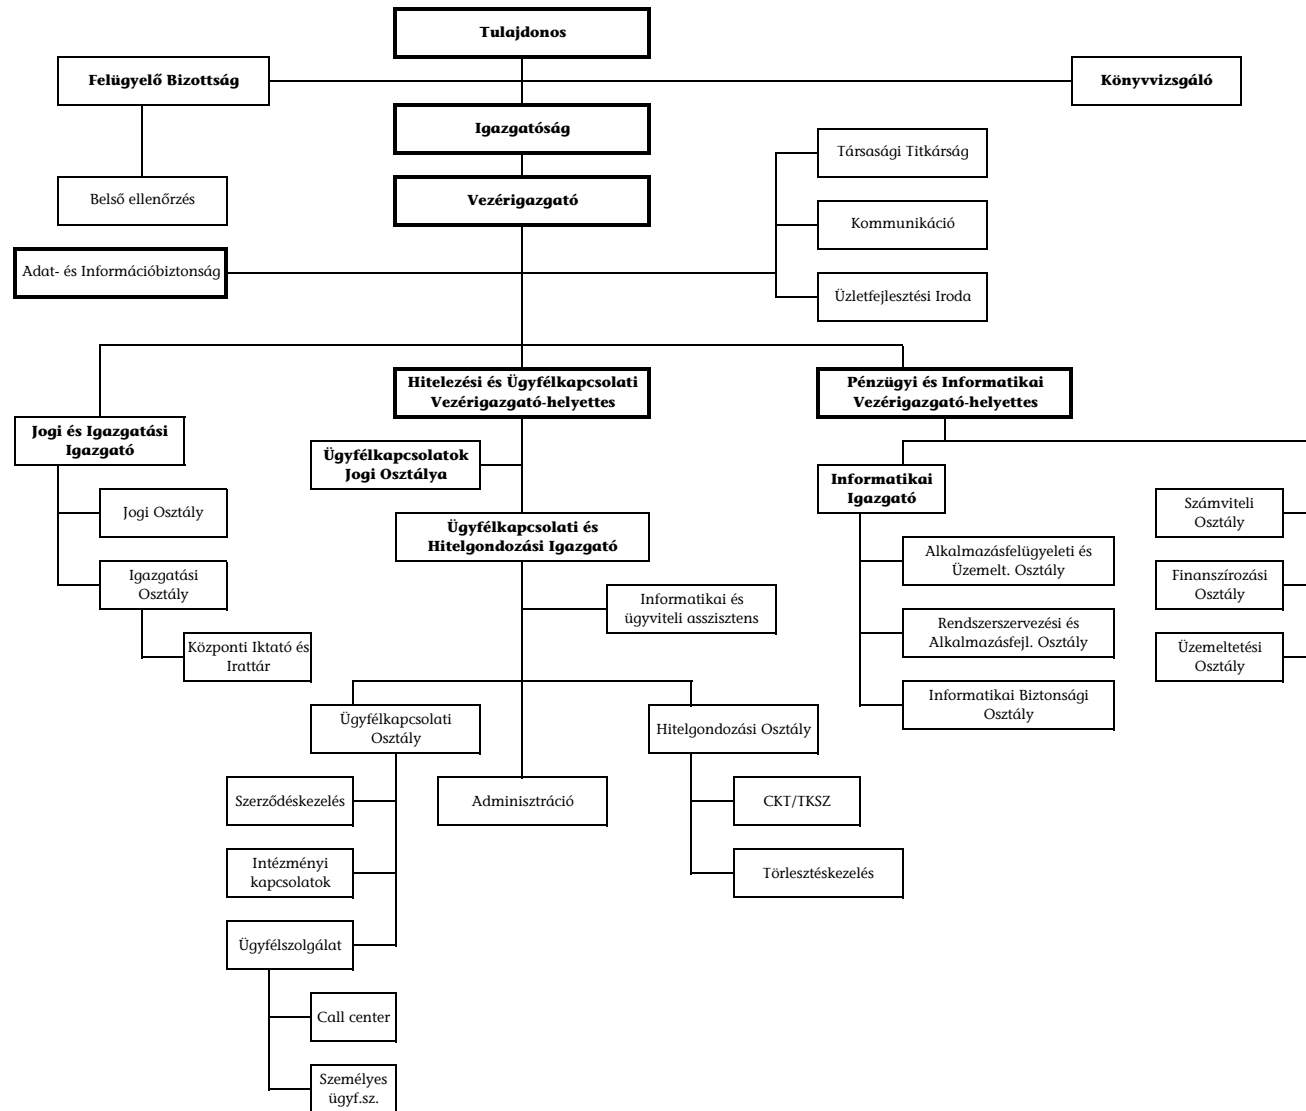 Tulajdonos
Felügyelő Bizottság
Könyvvizsgáló
Igazgatóság
Társasági Titkárság
Belső ellenőrzés
Vezérigazgató
Kommunikáció
Adat- és Információbiztonság
Üzletfejlesztési Iroda
Hitelezési és Ügyfélkapcsolati
Vezérigazgató-helyettes
Pénzügyi és Informatikai
Vezérigazgató-helyettes
Jogi és Igazgatási
Igazgató
Ügyfélkapcsolatok
Jogi Osztálya
Informatikai
Igazgató
Jogi Osztály
Számviteli
Osztály
Ügyfélkapcsolati és
Hitelgondozási Igazgató
Alkalmazásfelügyeleti és
Üzemelt. Osztály
Igazgatási
Osztály
Finanszírozási
Osztály
Informatikai és
ügyviteli asszisztens
Rendszerszervezési és
Alkalmazásfejl. Osztály
Központi Iktató és
Irattár
Üzemeltetési
Osztály
Informatikai Biztonsági
Osztály
Ügyfélkapcsolati
Osztály
Hitelgondozási Osztály
Szerződéskezelés
Adminisztráció
CKT/TKSZ
Intézményi
kapcsolatok
Törlesztéskezelés
Ügyfélszolgálat
Call center
Személyes
ügyf.sz.